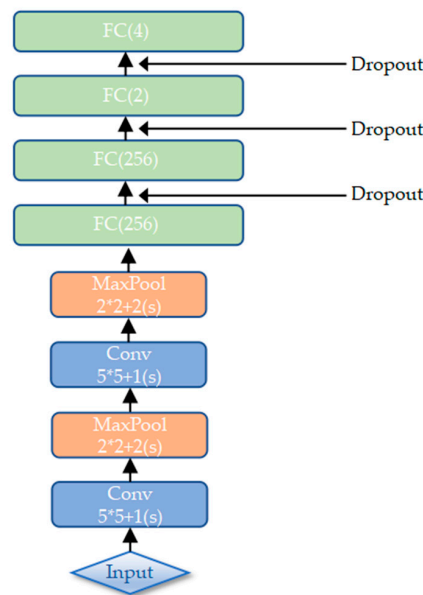 FC(4)
Dropout
FC(2)
Dropout
FC(256)
Dropout
FC(256)
MaxPool
2*2+2(s)
Conv
5*5+1(s)
MaxPool
2*2+2(s)
Conv
5*5+1(s)
Input